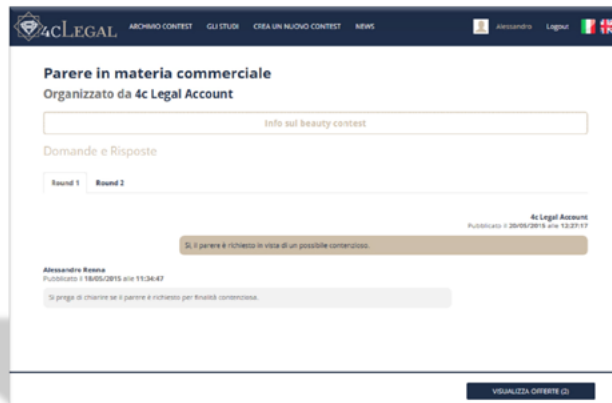 4cLEGAL
ARCHIVIO CONTEST GLI STUDI CREA UN NUOVO CONTEST NEWS
Alessandro Logout
Parere in materia commerciale
Organizzato da 4c Legal Account
Info sul beauty contest
Domande e Risposte
Round 1 Round 2
4c Legal Account
Pubblicato il 20/05/2015 alle 12:27:17
Si, il parere è richiesto in vista di un possibile contenzioso.
Alessandro Renna
Pubblicato il 18/05/2015 alle 11:34:47
Si prega di chiarire se il parere è richiesto per finalità contenziosa.
VISUALIZZA OFFERTE (2)